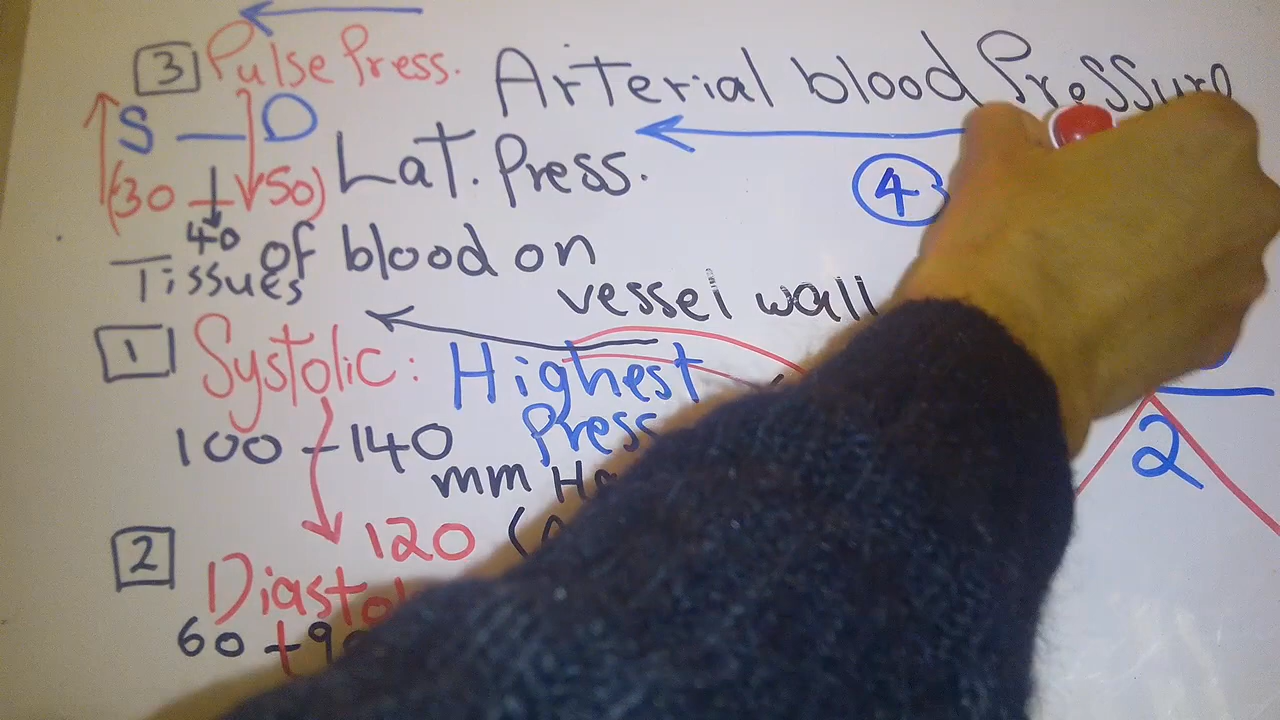 3 Pulse Press.
Arterial blood Pressure
S — D
(30 - 50)
40
Lat. Press.
4
Tissues
of blood on
vessel wall
1 Systolic: Highest
Press
100 - 140
mm
120
2
2
60 - 90